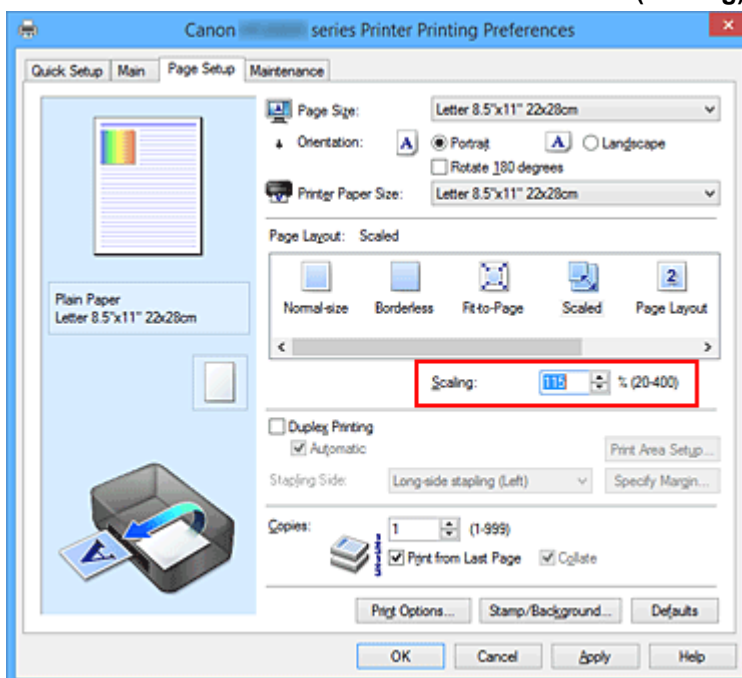 Canon series Printer Printing Preferences
Quick Setup Main Page Setup Maintenance
Page Size: Letter 8.5"x11" 22x28cm
Orientation: A Portrait A Landscape
Rotate 180 degrees
Printer Paper Size: Letter 8.5"x11" 22x28cm
Page Layout: Scaled
Normal-size Borderless Fit-to-Page Scaled 2 Page Layout
Plain Paper
Letter 8.5"x11" 22x28cm
Scaling: 115 % (20-400)
Duplex Printing
Automatic Print Area Setup...
Stapling Side: Long-side stapling (Left) Specify Margin...
Copies: 1 (1-999)
Print from Last Page Collate
Print Options... Stamp/Background... Defaults
OK Cancel Apply Help